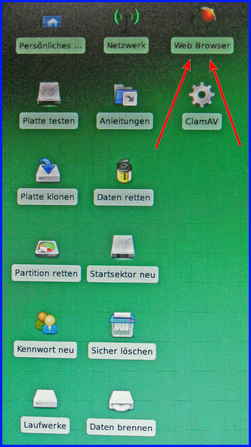 Persönliches ...
Netzwerk
Web Browser
Platte testen
Anleitungen
ClamAV
Platte klonen
Daten retten
Partition retten
Startsektor neu
Kennwort neu
Sicher löschen
Laufwerke
Daten brennen